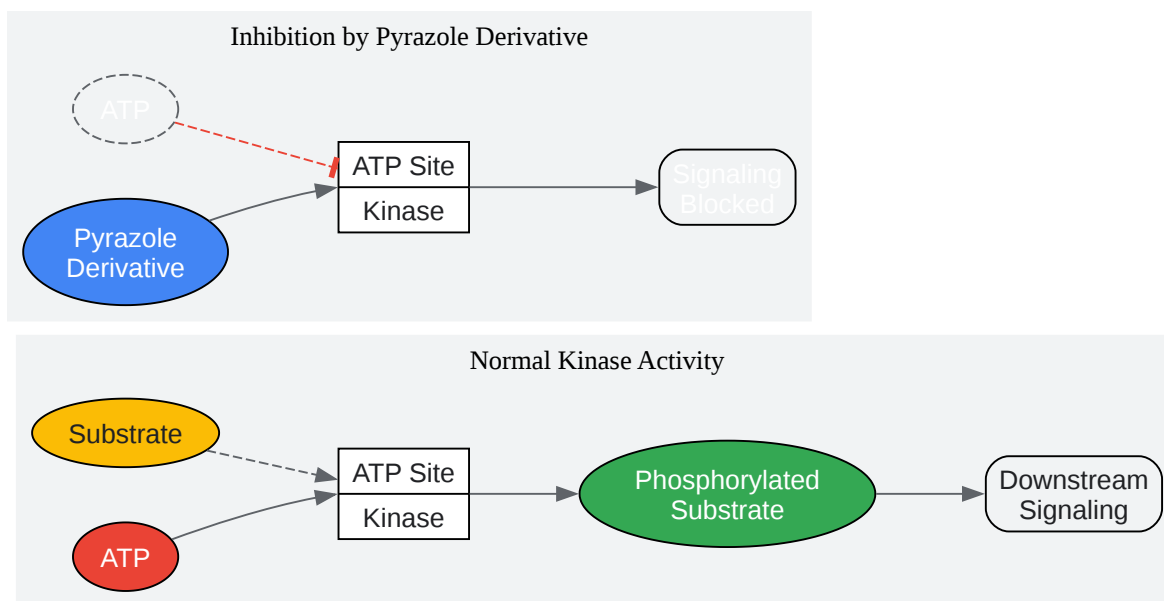 Inhibition by Pyrazole Derivative
ATP
ATP Site
Kinase
Pyrazole
Derivative
Signaling
Blocked
Normal Kinase Activity
Substrate
ATP
ATP Site
Kinase
Phosphorylated
Substrate
Downstream
Signaling